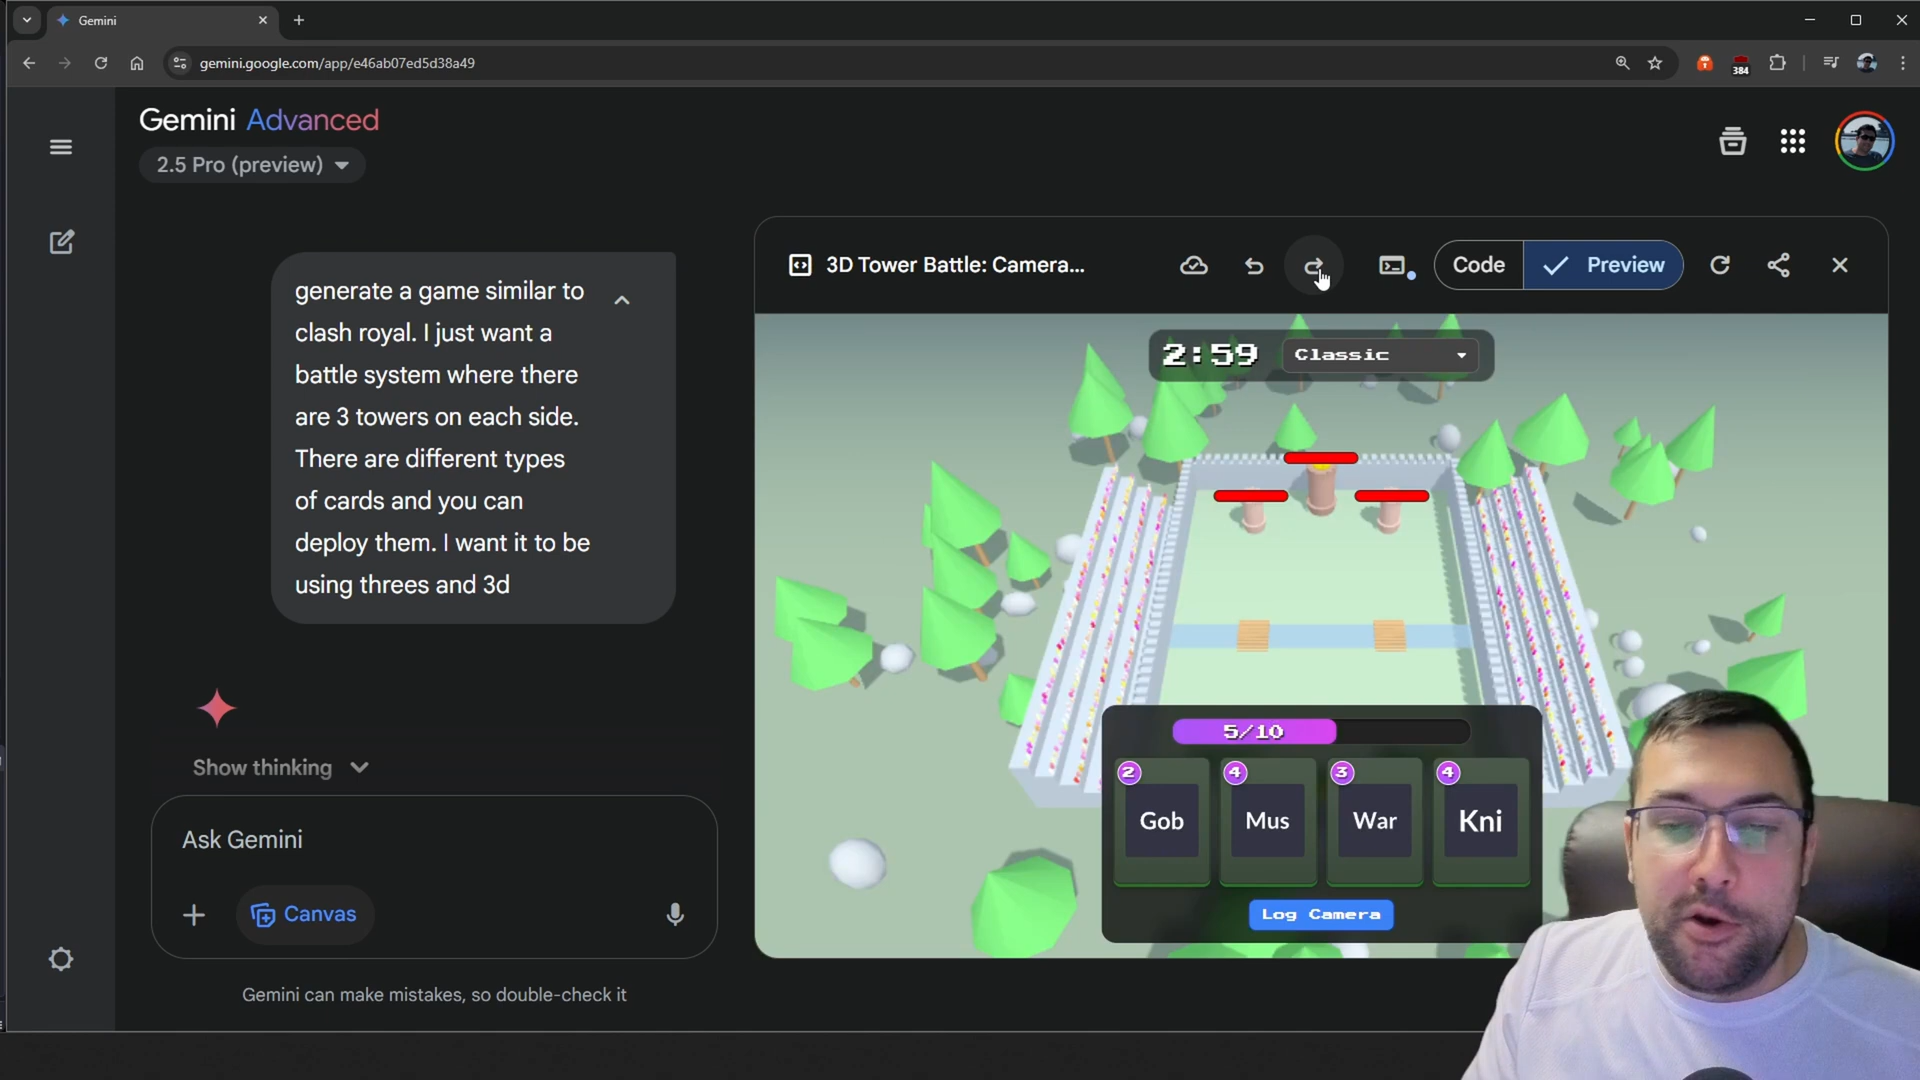 Gemini
gemini.google.com/app/e46ab07ed5d38a49
384
Gemini Advanced
2.5 Pro (preview)
generate a game similar to
clash royal. I just want a
battle system where there
are 3 towers on each side.
There are different types
of cards and you can
deploy them. I want it to be
using threes and 3d
Show thinking
Ask Gemini
Canvas
Gemini can make mistakes, so double-check it
3D Tower Battle: Camera...
Code
Preview
2:59
Classic
5/10
2
4
3
4
Gob
Mus
War
Kni
Log Camera